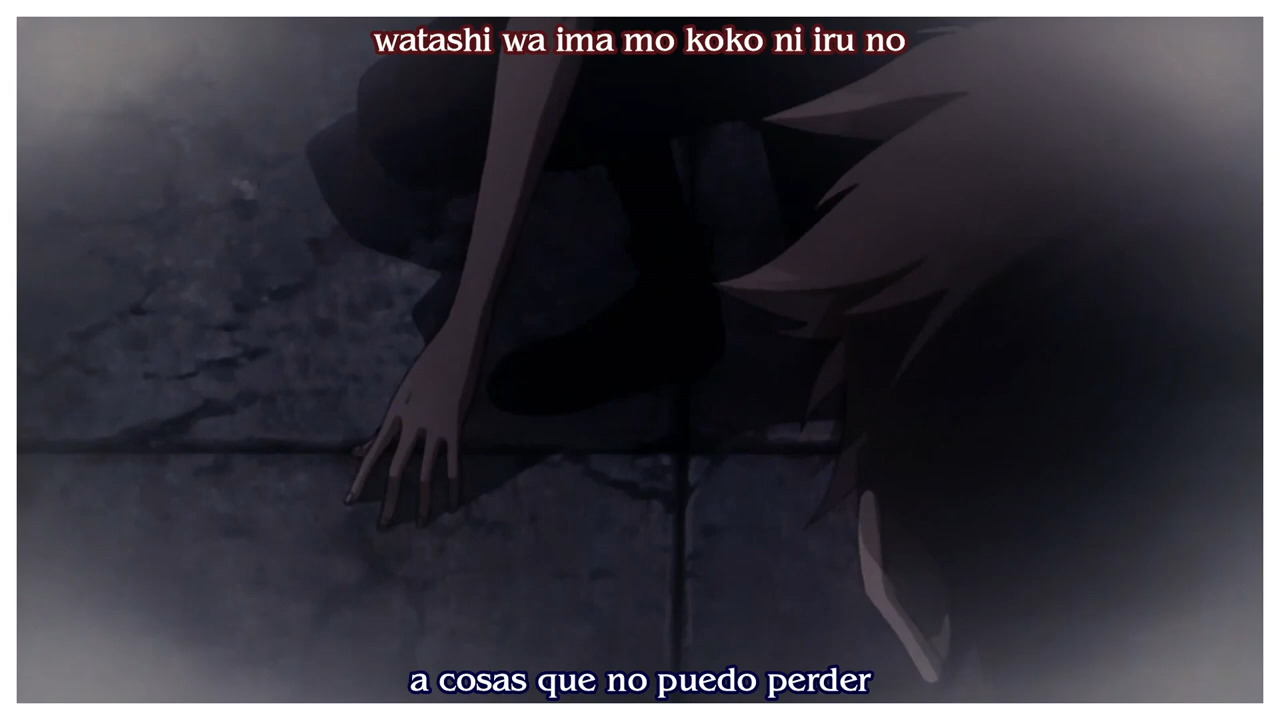 watashi wa ima mo koko ni iru no
a cosas que no puedo perder